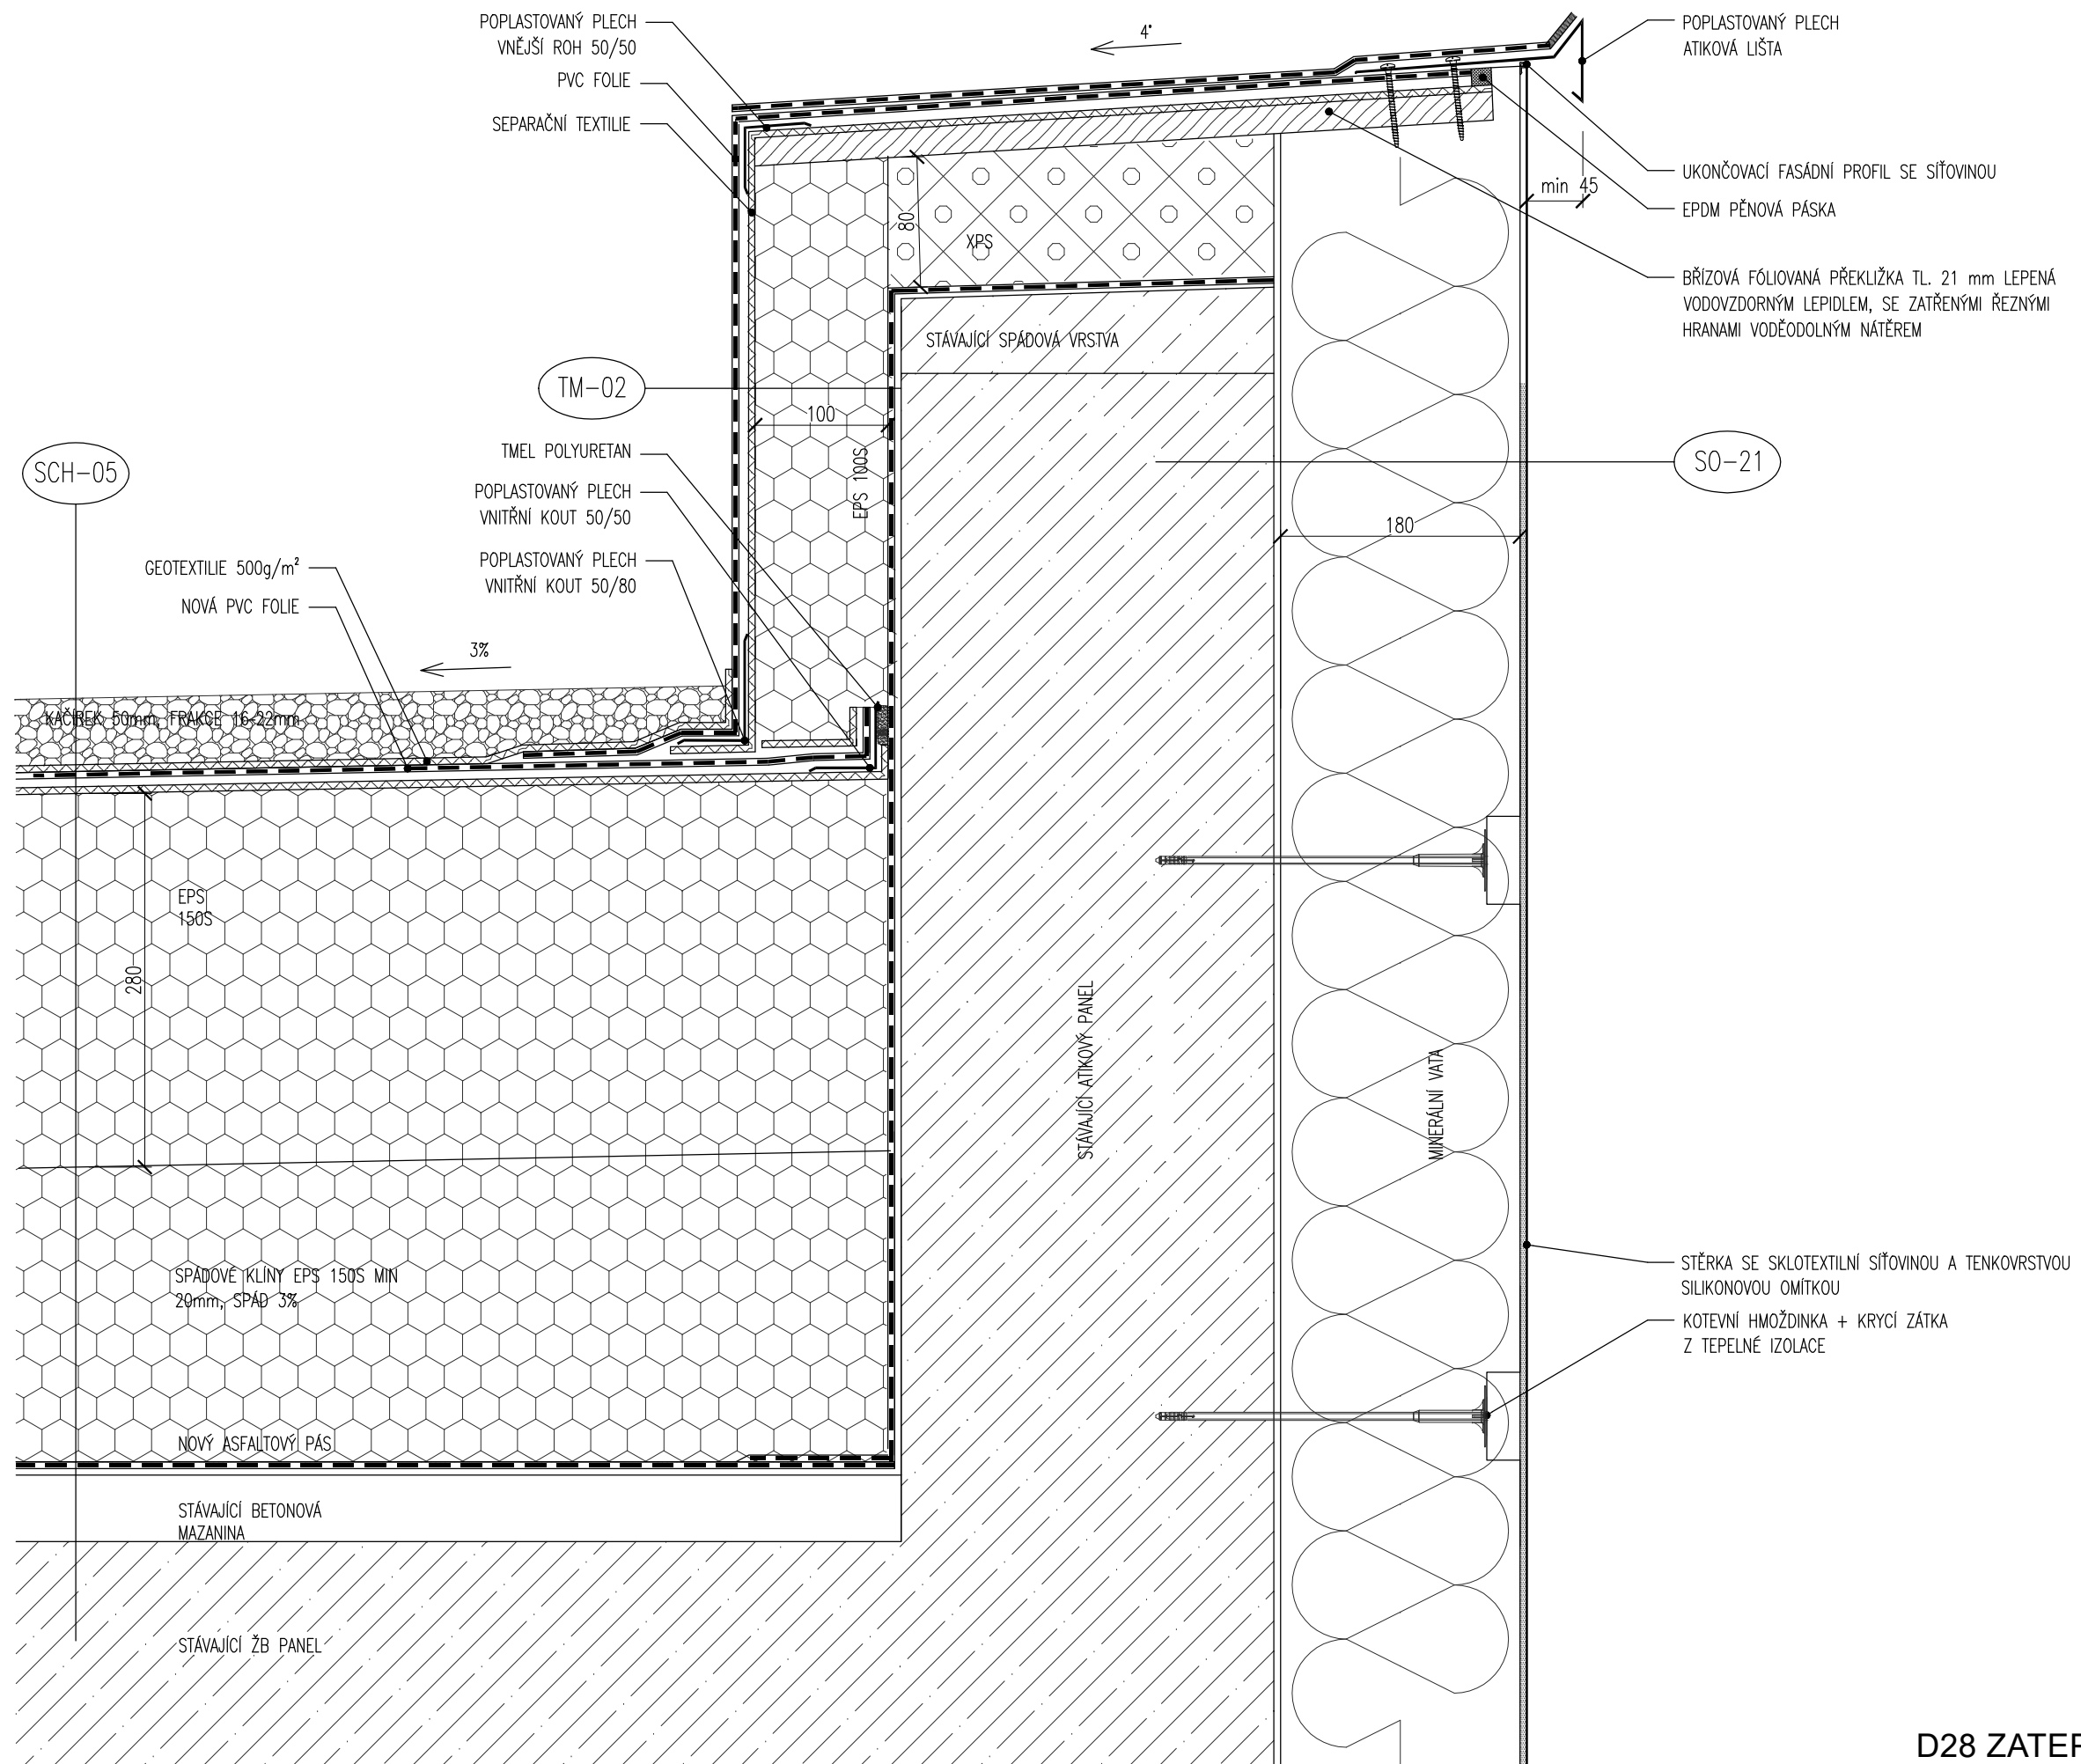 POPLASTOVANÝ PLECH
VNĚJŠÍ ROH 50/50
PVC FOLIE
SEPARAČNÍ TEXTILIE
4°
POPLASTOVANÝ PLECH
ATIKOVÁ LIŠTA
UKONČOVACÍ FASÁDNÍ PROFIL SE SÍŤOVINOU
min 45
EPDM PĚNOVÁ PÁSKA
80
XPS
BŘÍZOVÁ FÓLIOVANÁ PŘEKLIŽKA TL. 21 mm LEPENÁ
VODOVZDORNÝM LEPIDLEM, SE ZATŘENÝMI ŘEZNÝMI
HRANAMI VODĚODOLNÝM NÁTĚREM
STÁVAJÍCÍ SPÁDOVÁ VRSTVA
TM-02
100
EPS 100S
SCH-05
TMEL POLYURETAN
POPLASTOVANÝ PLECH
VNITŘNÍ KOUT 50/50
POPLASTOVANÝ PLECH
VNITŘNÍ KOUT 50/80
SO-21
180
GEOTEXTILIE 500g/m²
NOVÁ PVC FOLIE
3%
KAČÍREK 50mm, FRAKCE 16-22mm
EPS
150S
280
STÁVAJÍCÍ ATIKOVÝ PANEL
MINERÁLNÍ VATA
SPÁDOVÉ KLÍNY EPS 150S MIN
20mm, SPÁD 3%
STĚRKA SE SKLOTEXTILNÍ SÍŤOVINOU A TENKOVRSTVOU
SILIKONOVOU OMÍTKOU
KOTEVNÍ HMOŽDINKA + KRYCÍ ZÁTKA
Z TEPELNÉ IZOLACE
NOVÝ ASFALTOVÝ PÁS
STÁVAJÍCÍ BETONOVÁ
MAZANINA
STÁVAJÍCÍ ŽB PANEL
D28 ZATEP